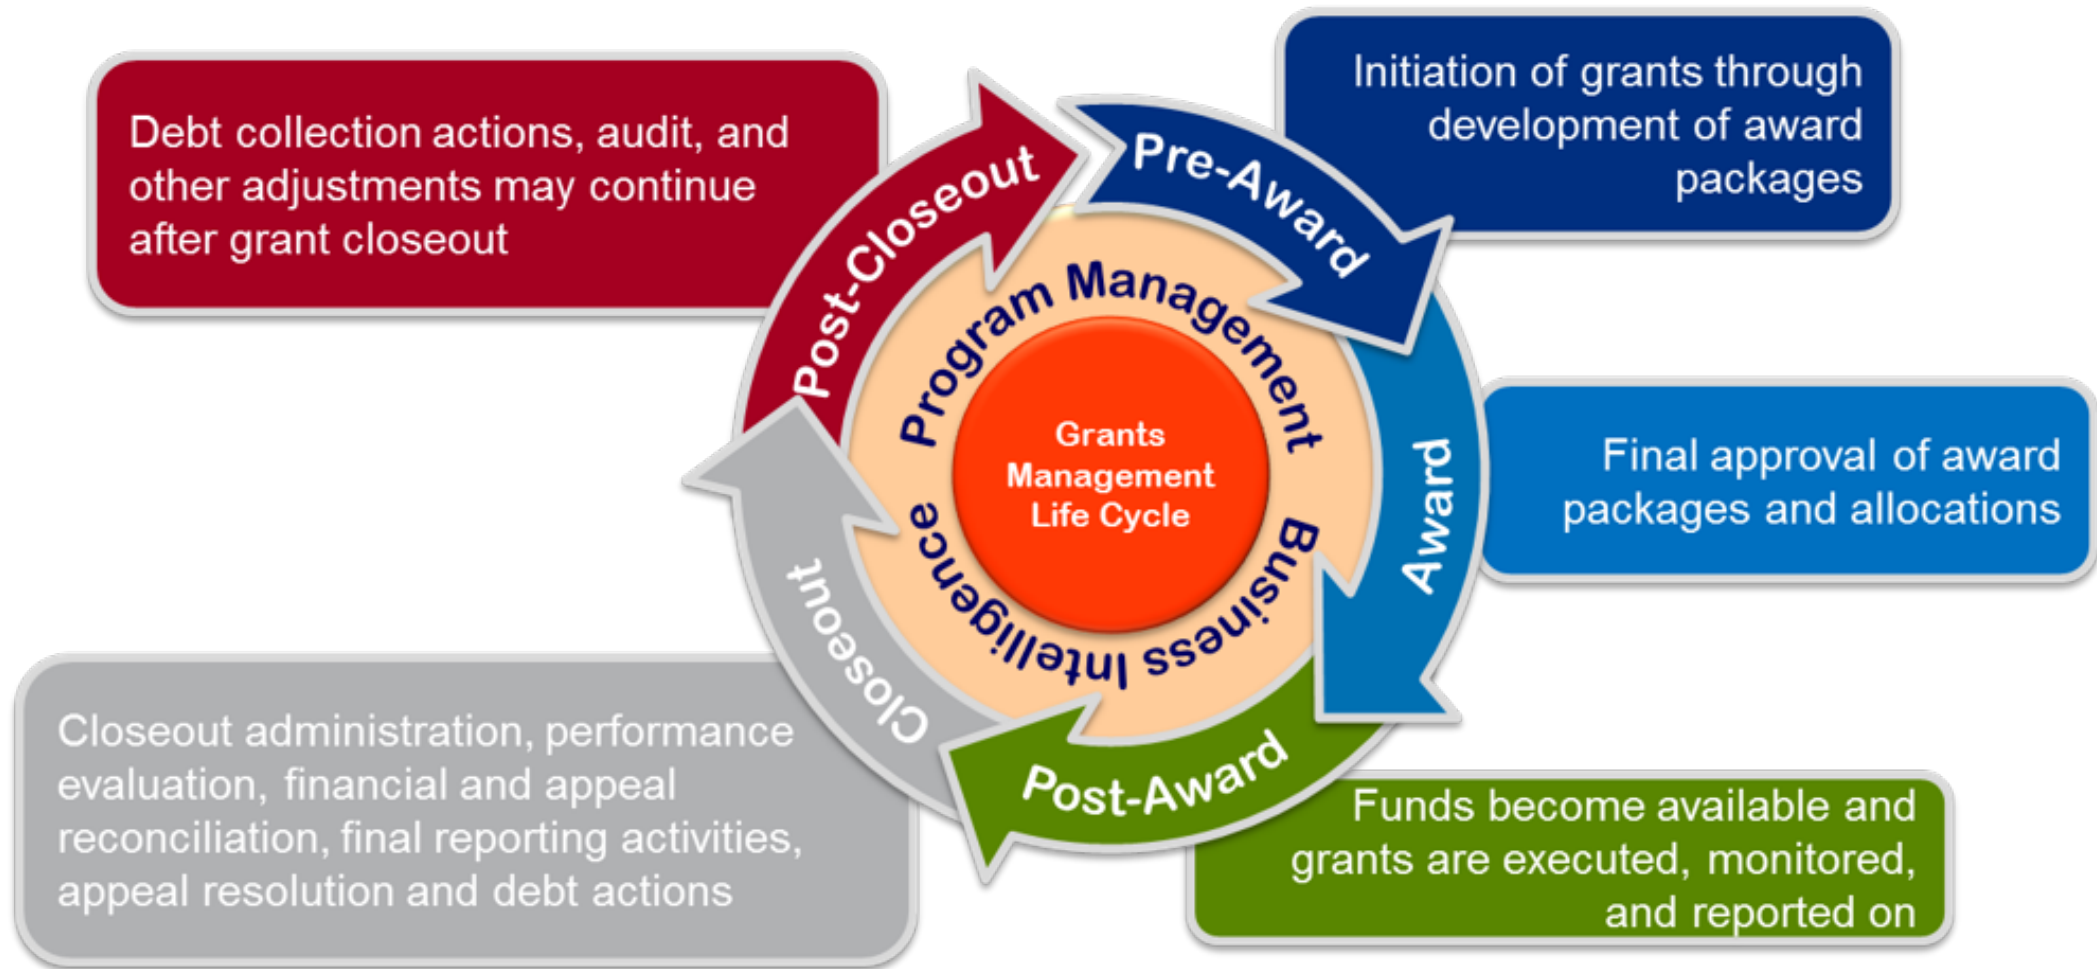 Debt collection actions, audit, and
other adjustments may continue
after grant closeout
Initiation of grants through
development of award
packages
Post-Closeout
Pre-Award
Program Management
Grants
Management
Life Cycle
Business Intelligence
Award
Final approval of award
packages and allocations
Closeout
Post-Award
Closeout administration, performance
evaluation, financial and appeal
reconciliation, final reporting activities,
appeal resolution and debt actions
Funds become available and
grants are executed, monitored,
and reported on